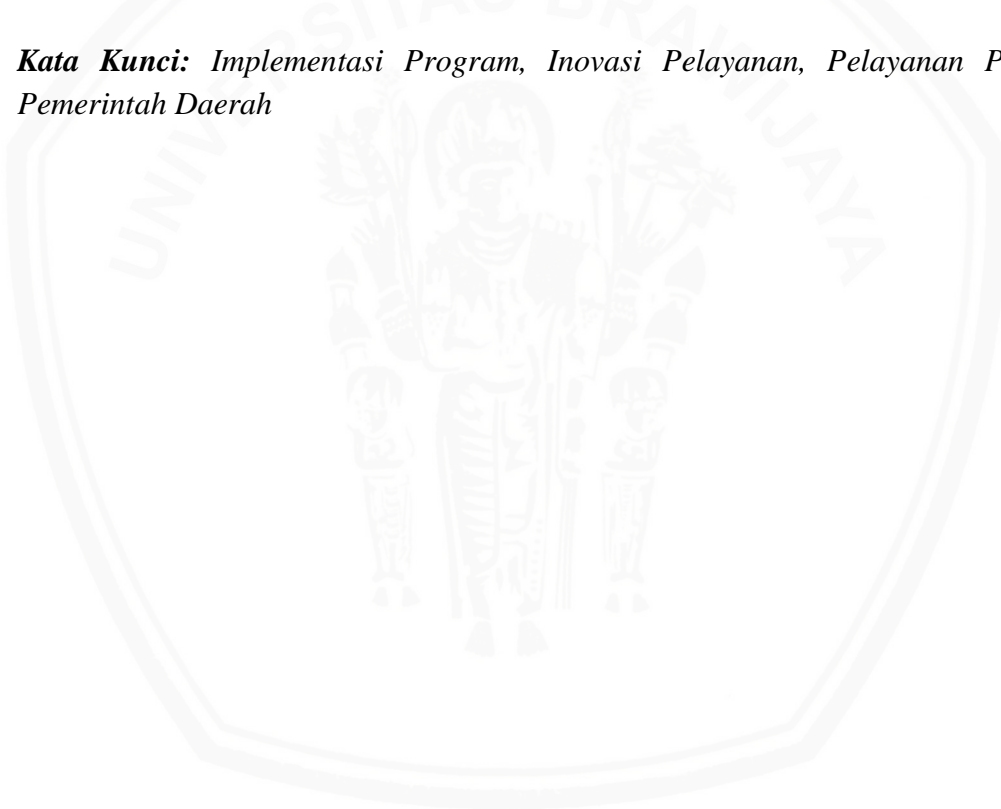 UNIVERSITAS BRAWIJAYA
Kata Kunci: Implementasi Program, Inovasi Pelayanan, Pelayanan P
Pemerintah Daerah